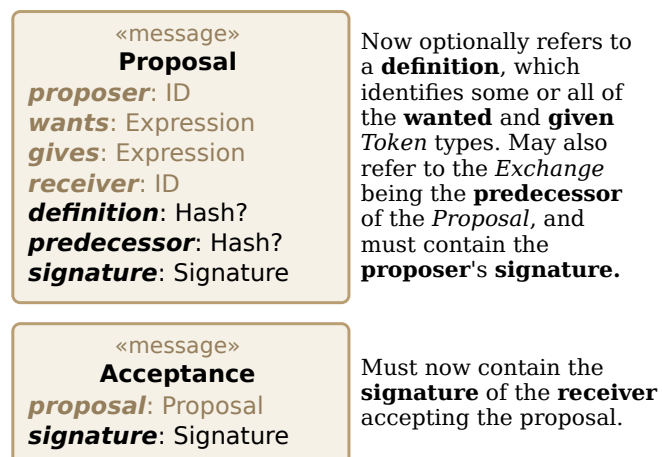 «message»
Proposal
proposer: ID
wants: Expression
gives: Expression
receiver: ID
definition: Hash?
predecessor: Hash?
signature: Signature
Now optionally refers to
a definition, which
identifies some or all of
the wanted and given
Token types. May also
refer to the Exchange
being the predecessor
of the Proposal, and
must contain the
proposer's signature.
«message»
Acceptance
proposal: Proposal
signature: Signature
Must now contain the
signature of the receiver
accepting the proposal.